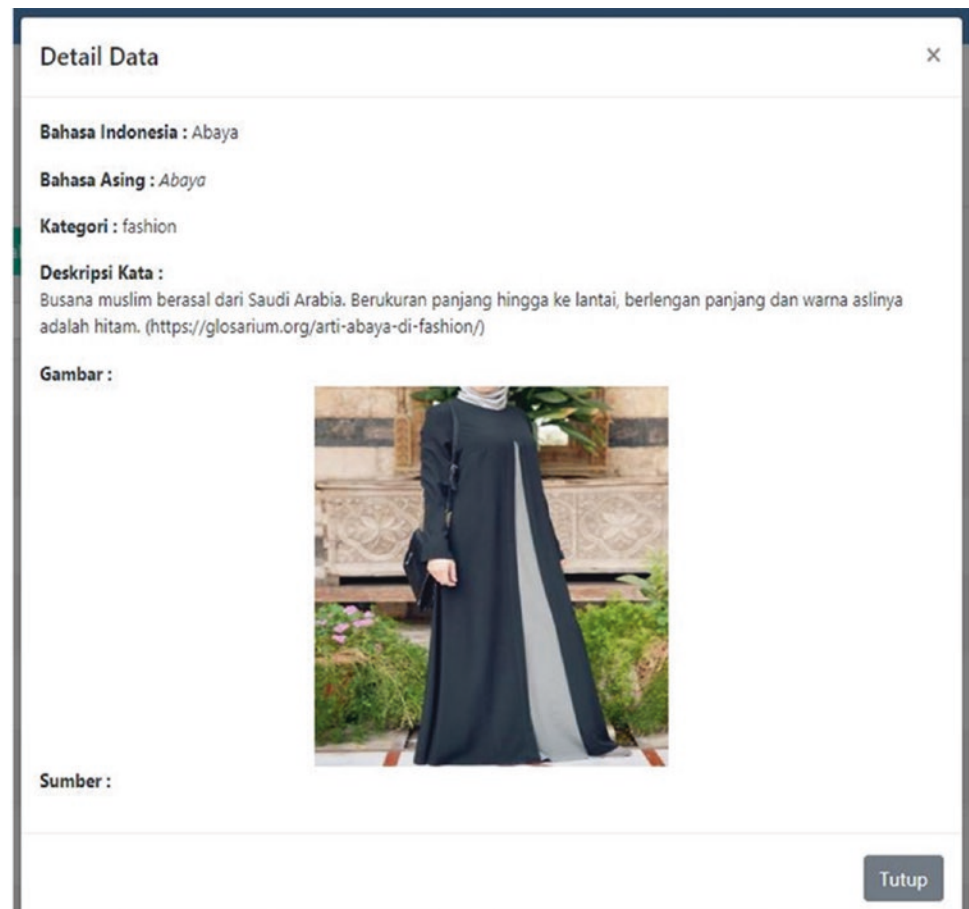 Detail Data
×
Bahasa Indonesia : Abaya
Bahasa Asing : Abaya
Kategori : fashion
Deskripsi Kata :
Busana muslim berasal dari Saudi Arabia. Berukuran panjang hingga ke lantai, berlengan panjang dan warna aslinya
adalah hitam. (https://glosarium.org/arti-abaya-di-fashion/)
Gambar :
Sumber :
Tutup